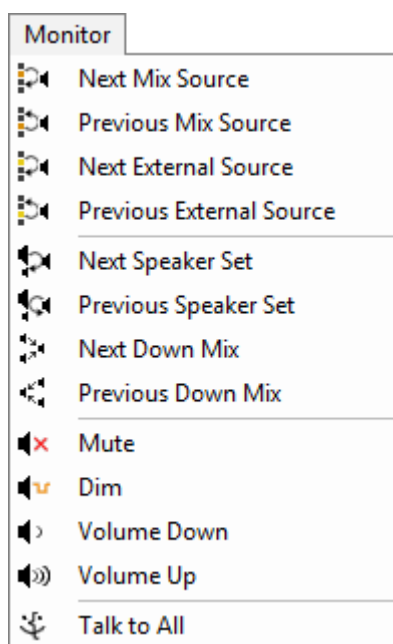 Monitor
Next Mix Source
Previous Mix Source
Next External Source
Previous External Source
Next Speaker Set
Previous Speaker Set
Next Down Mix
Previous Down Mix
Mute
Dim
Volume Down
Volume Up
Talk to All